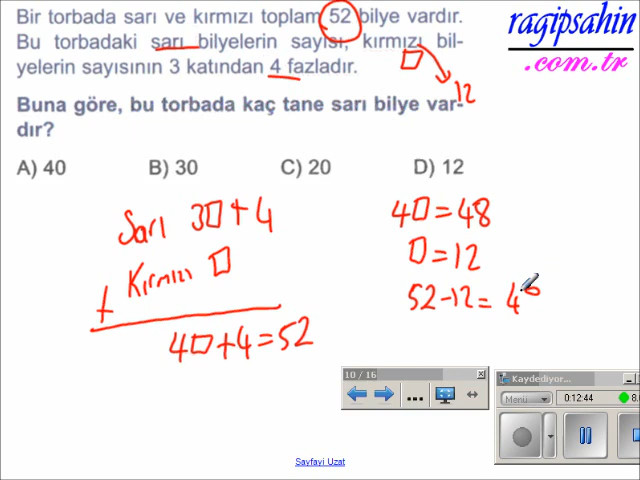 Bir torbada sarı ve kırmızı toplam 52 bilye vardır.
Bu torbadaki sarı bilyelerin sayısı, kırmızı bil-
yelerin sayısının 3 katından 4 fazladır.
12
Buna göre, bu torbada kaç tane sarı bilye var-
dır?
A) 40 B) 30 C) 20 D) 12
ragipsahin
.com.tr
Sarı 3□ + 4
Kırmızı □
+
4□ + 4 = 52
4□ = 48
□ = 12
52 - 12 = 40
10 / 16
...
Kaydediyor...
Menü 0:12:44 8.
Sayfayi Uzat